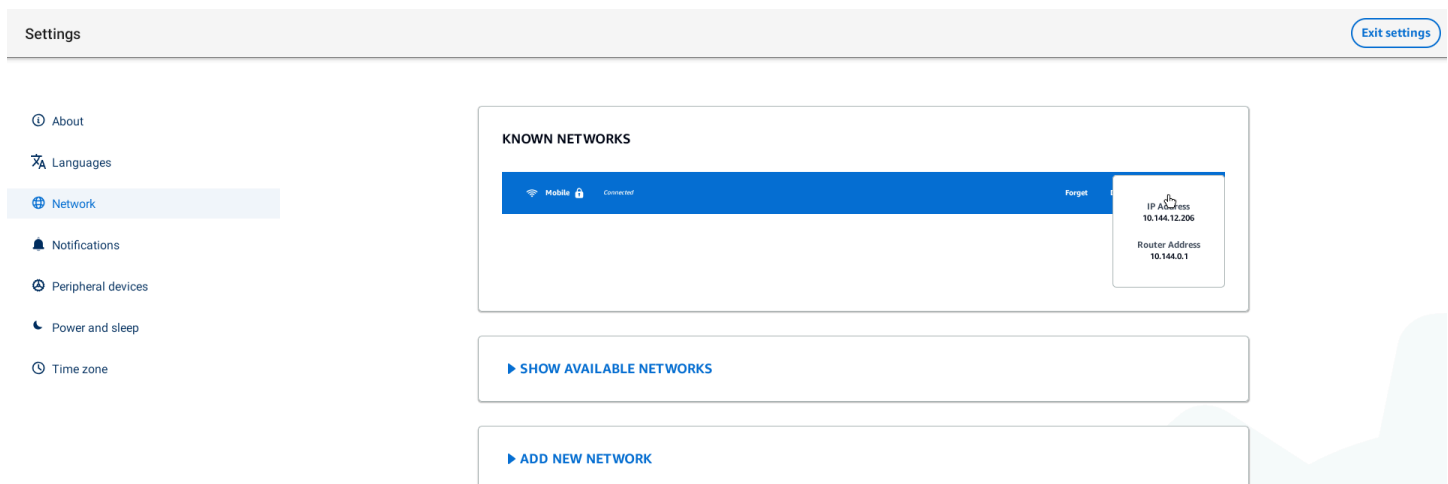 Settings
Exit settings
About
Languages
Network
Notifications
Peripheral devices
Power and sleep
Time zone
KNOWN NETWORKS
Mobile Connected Forget
IP Address
10.144.12.206
Router Address
10.144.0.1
SHOW AVAILABLE NETWORKS
ADD NEW NETWORK